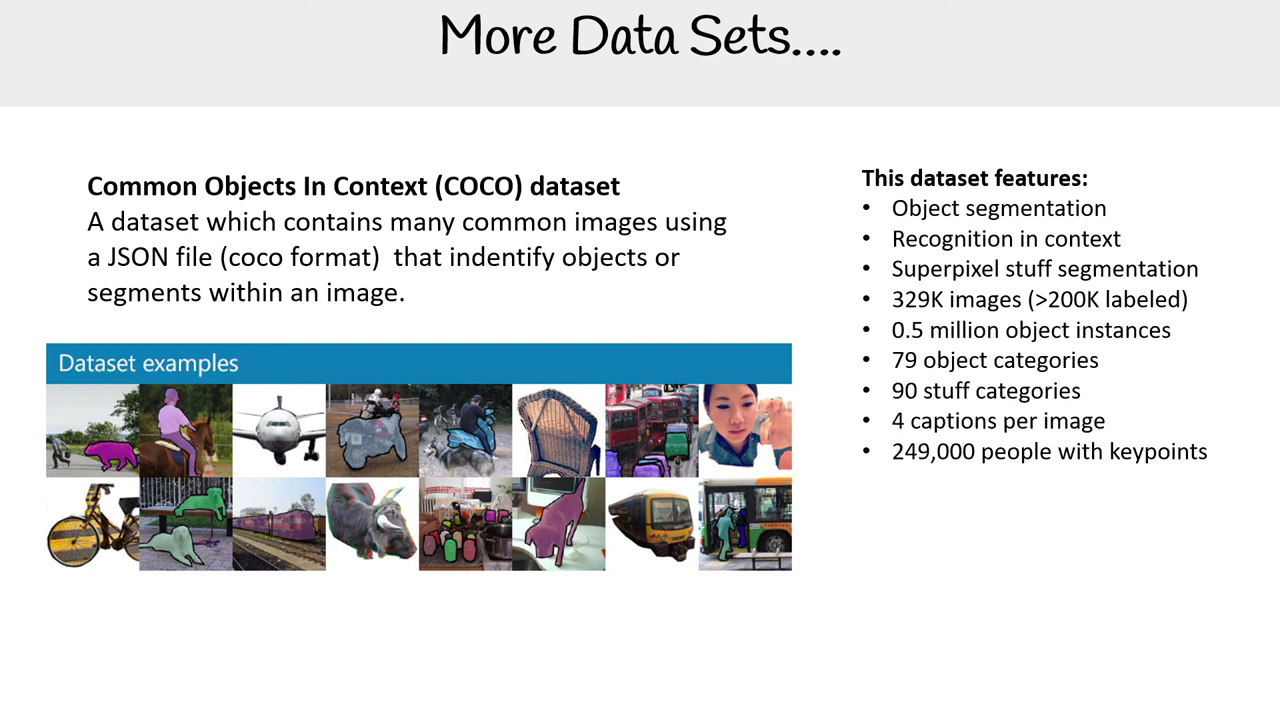 More Data Sets....
Common Objects In Context (COCO) dataset
A dataset which contains many common images using
a JSON file (coco format)  that indentify objects or
segments within an image.
Dataset examples
This dataset features:
• Object segmentation
• Recognition in context
• Superpixel stuff segmentation
• 329K images (>200K labeled)
• 0.5 million object instances
• 79 object categories
• 90 stuff categories
• 4 captions per image
• 249,000 people with keypoints